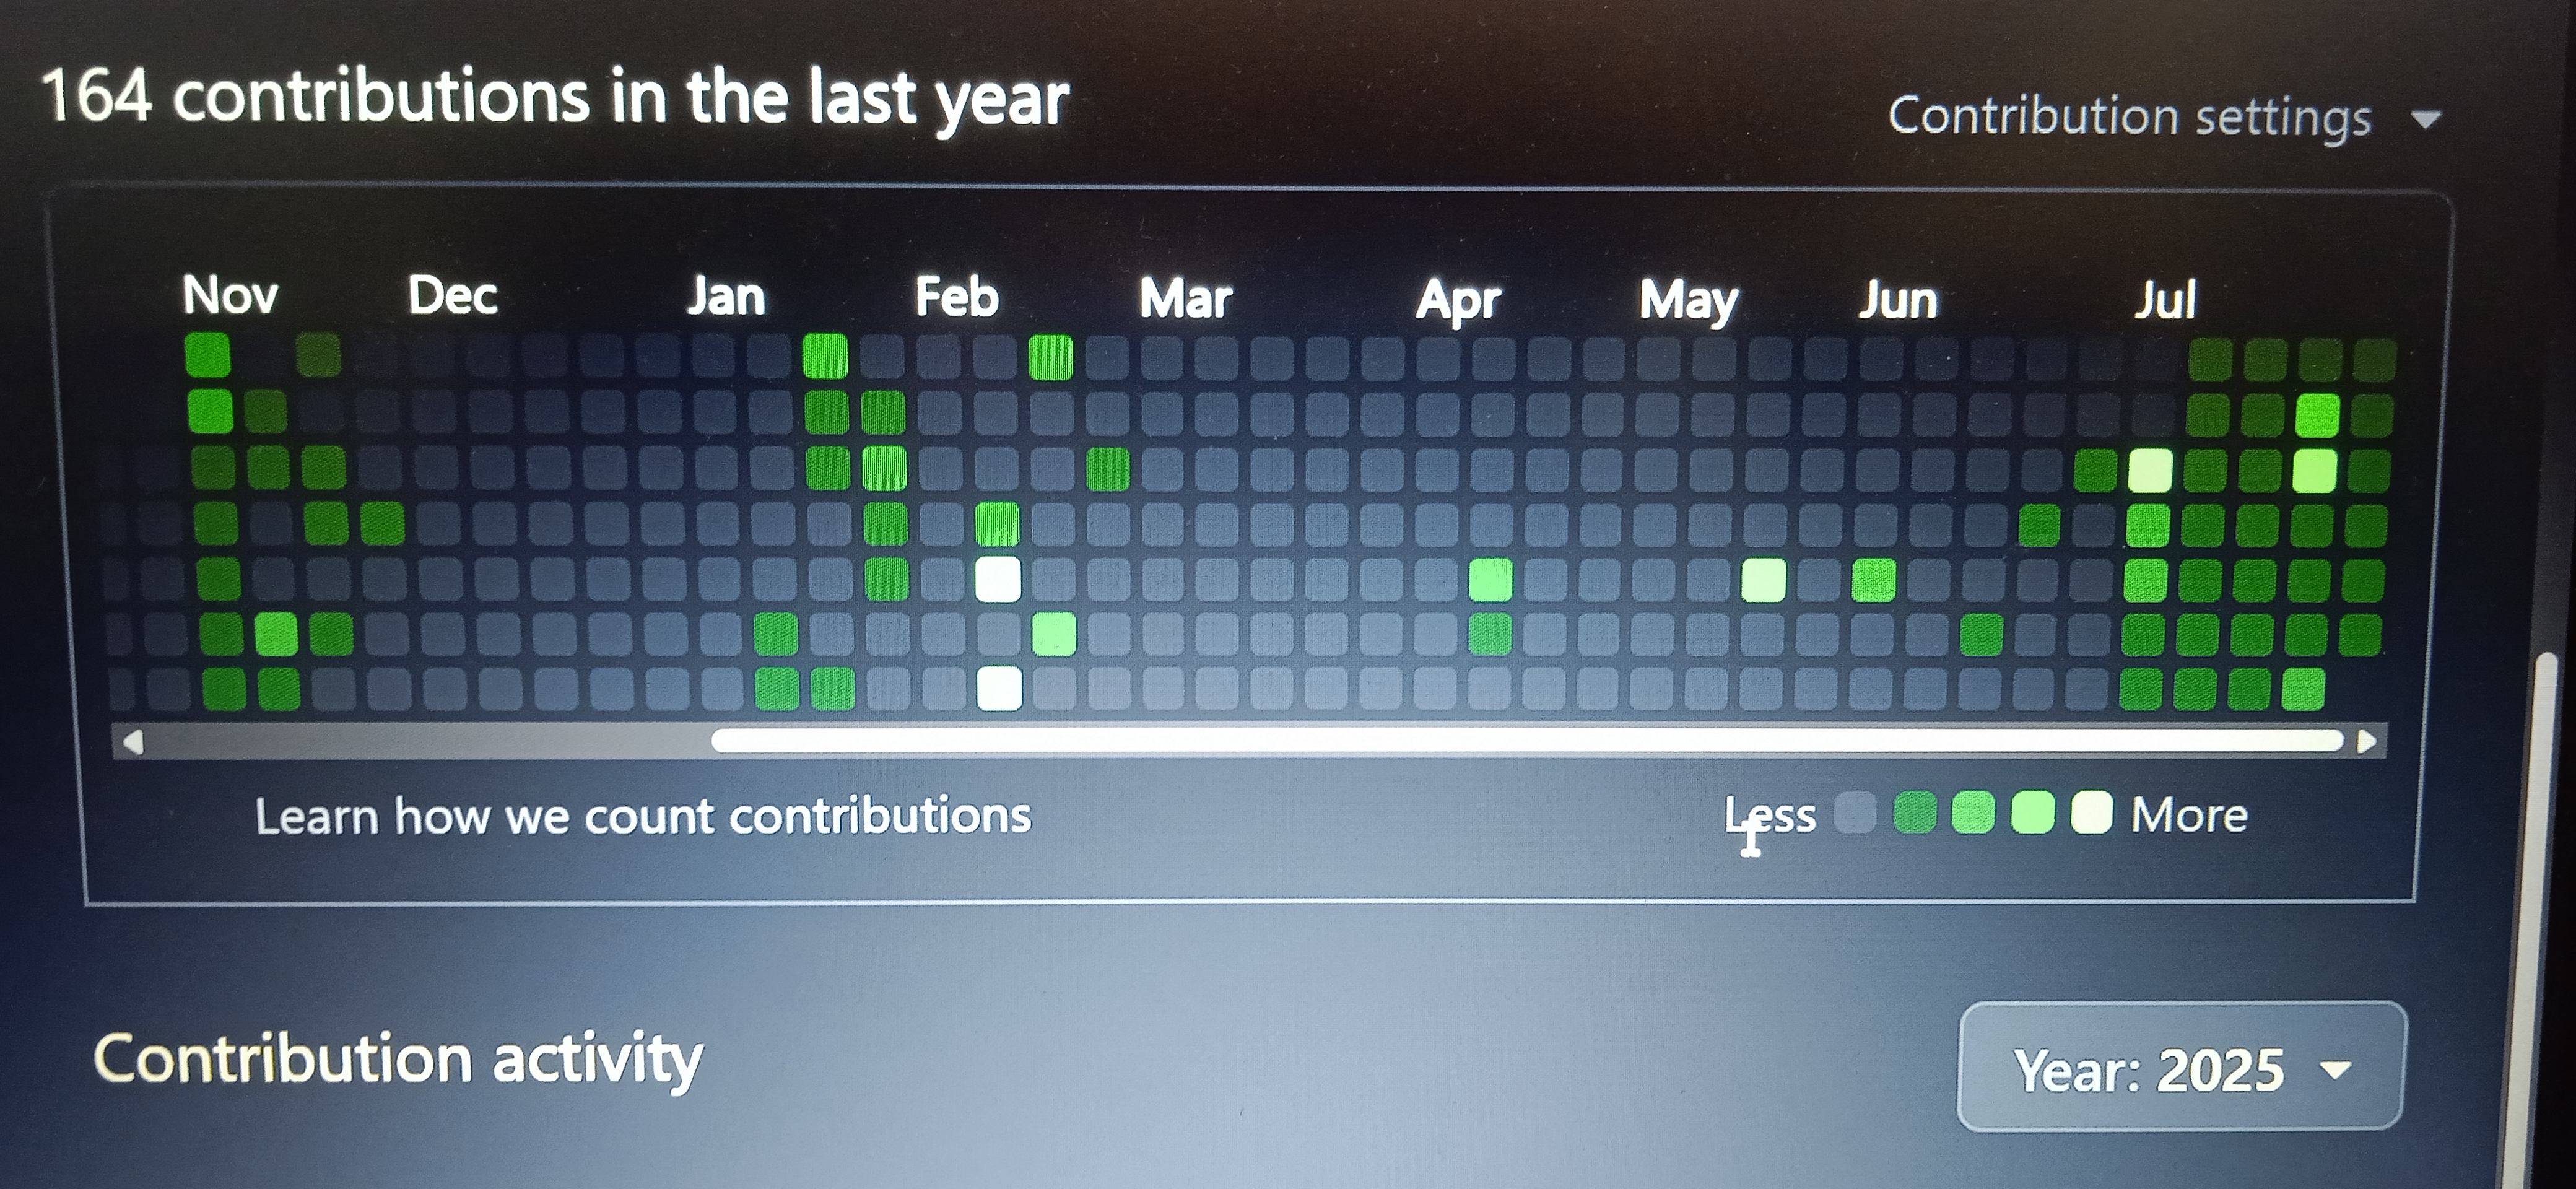 164 contributions in the last year
Contribution settings
Nov Dec Jan Feb Mar Apr May Jun Jul
Learn how we count contributions
Less More
Contribution activity
Year: 2025